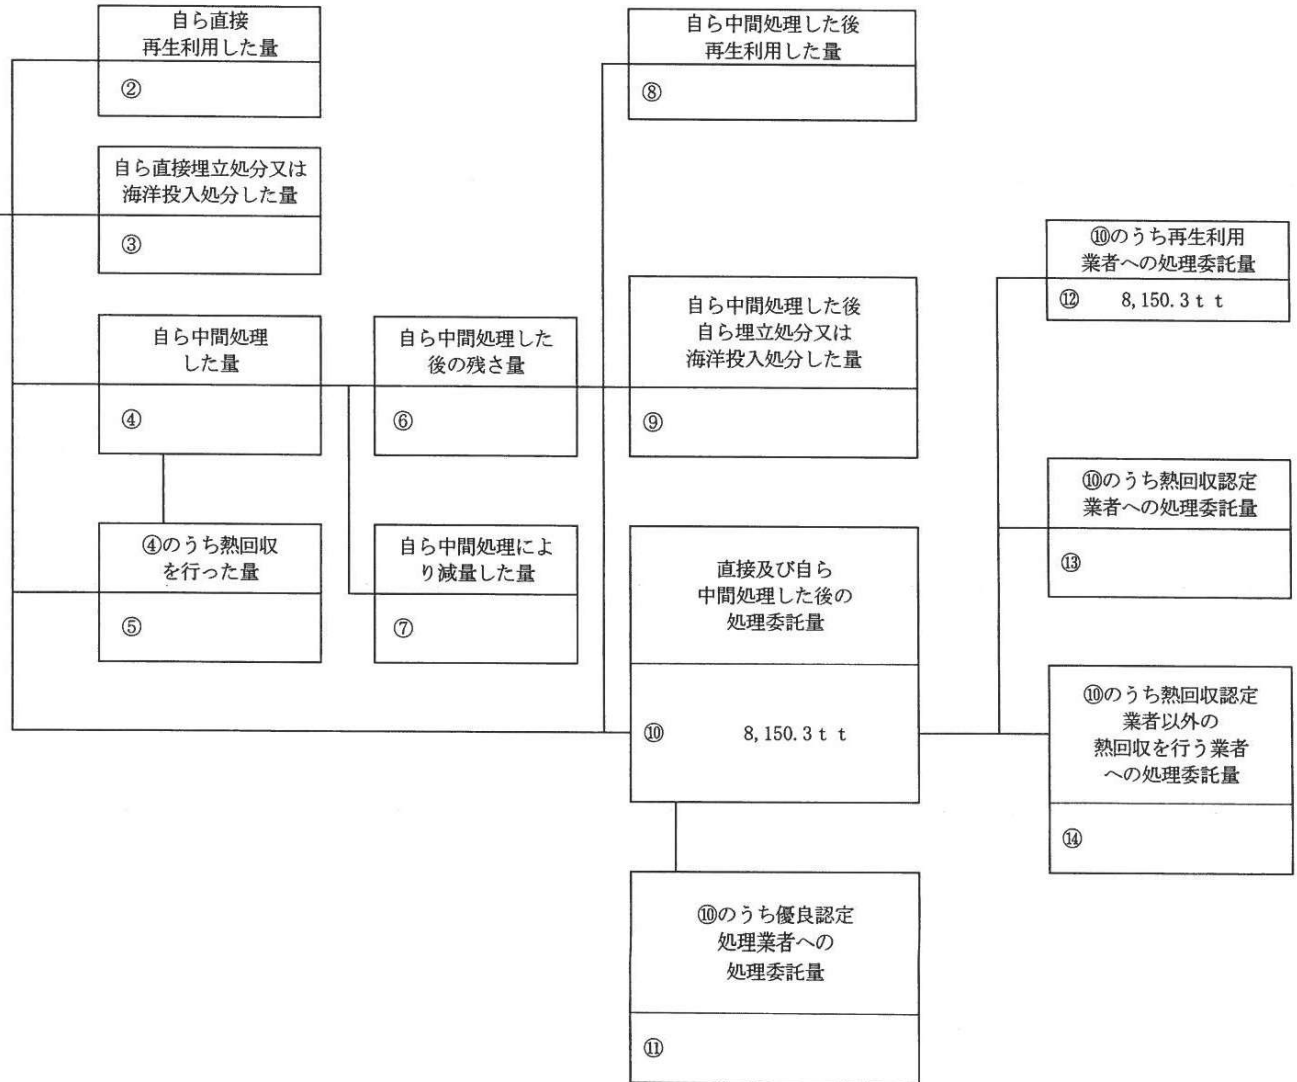 自ら直接
再生利用した量
②
自ら直接埋立処分又は
海洋投入処分した量
③
自ら中間処理
した量
④
④のうち熱回収
を行った量
⑤
自ら中間処理した
後の残さ量
⑥
自ら中間処理によ
り減量した量
⑦
自ら中間処理した後
再生利用した量
⑧
自ら中間処理した後
自ら埋立処分又は
海洋投入処分した量
⑨
直接及び自ら
中間処理した後の
処理委託量
⑩ 8,150.3ｔｔ
⑩のうち優良認定
処理業者への
処理委託量
⑪
⑩のうち再生利用
業者への処理委託量
⑫ 8,150.3ｔｔ
⑩のうち熱回収認定
業者への処理委託量
⑬
⑩のうち熱回収認定
業者以外の
熱回収を行う業者
への処理委託量
⑭